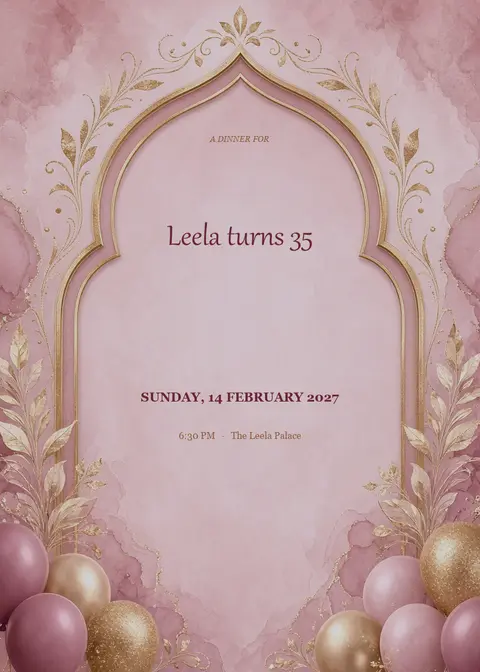 A DINNER FOR
Leela turns 35
SUNDAY, 14 FEBRUARY 2027
6:30 PM · The Leela Palace